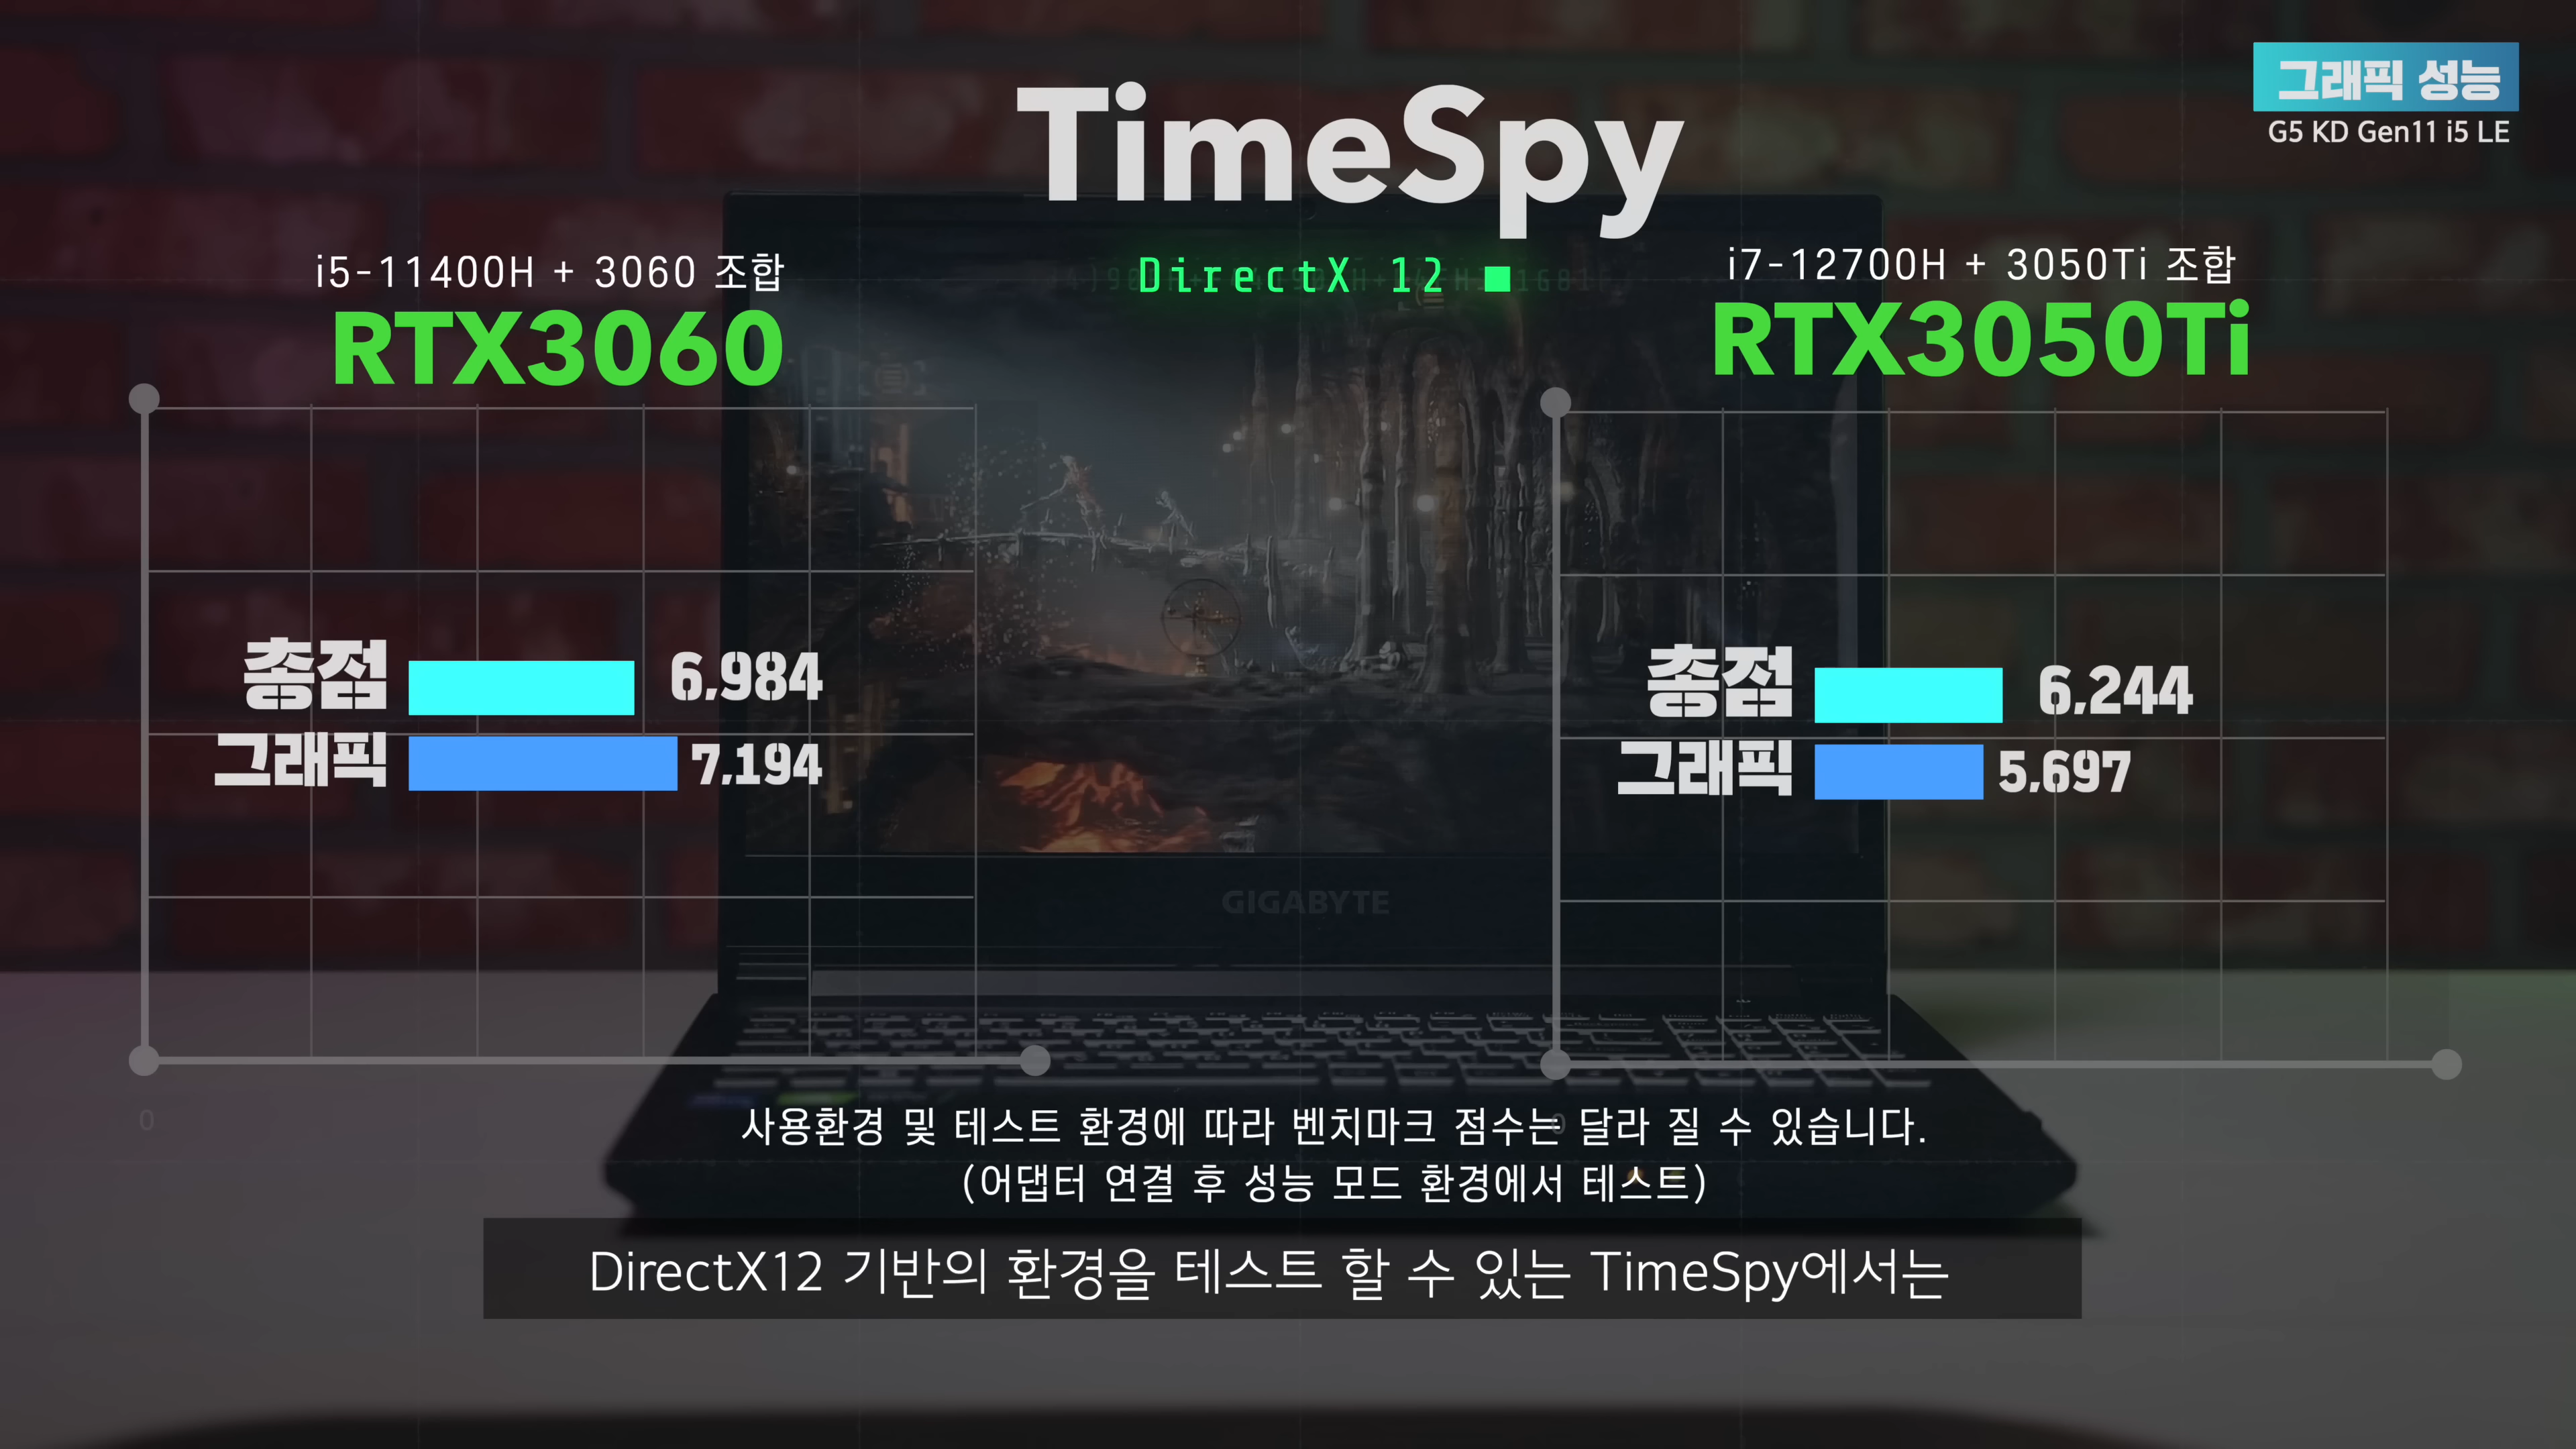 그래픽 성능
G5 KD Gen11 i5 LE
TimeSpy
DirectX 12
i5-11400H + 3060 조합
RTX3060
총점 6,984
그래픽 7,194
0
i7-12700H + 3050Ti 조합
RTX3050Ti
총점 6,244
그래픽 5,697
0
GIGABYTE
사용환경 및 테스트 환경에 따라 벤치마크 점수는 달라 질 수 있습니다.
(어댑터 연결 후 성능 모드 환경에서 테스트)
DirectX12 기반의 환경을 테스트 할 수 있는 TimeSpy에서는